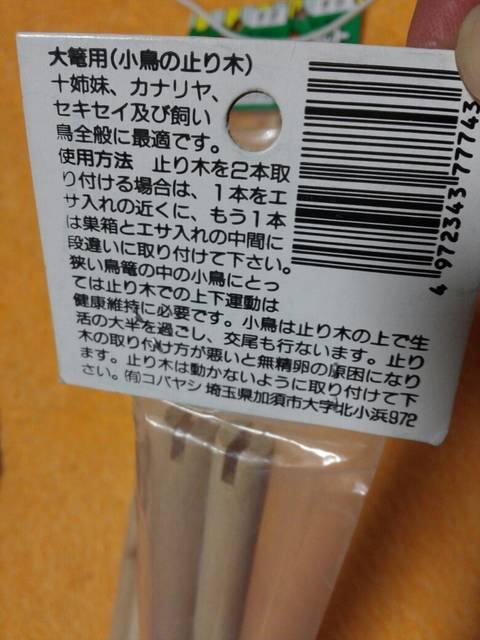 大篭用(小鳥の止り木)
十姉妹、カナリヤ、
セキセイ及び飼い
鳥全般に最適です。
使用方法　止り木を2本取
り付ける場合は、1本をエ
サ入れの近くに、もう1本
は巣箱とエサ入れの中間に
段違いに取り付けて下さい。
狭い鳥篭の中の小鳥にとっ
ては止り木での上下運動は
健康維持に必要です。小鳥は止り木の上で生
活の大半を過ごし、交尾も行ないます。止り
木の取り付け方が悪いと無精卵の原因になり
ます。止り木は動かないように取り付けて下
さい。㈲コバヤシ 埼玉県加須市大字北小浜972
4972343777743